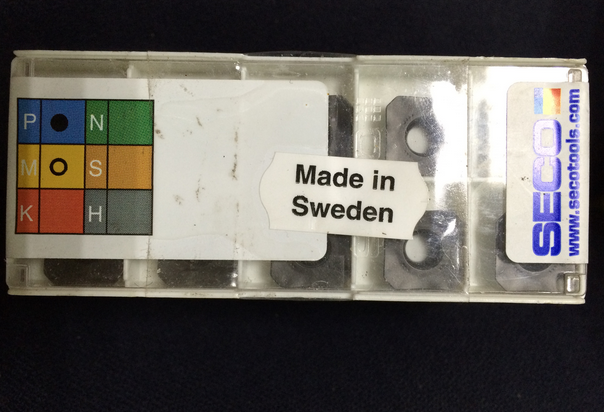 P N
M S
K H
Made in
Sweden
SECO
www.secotools.com